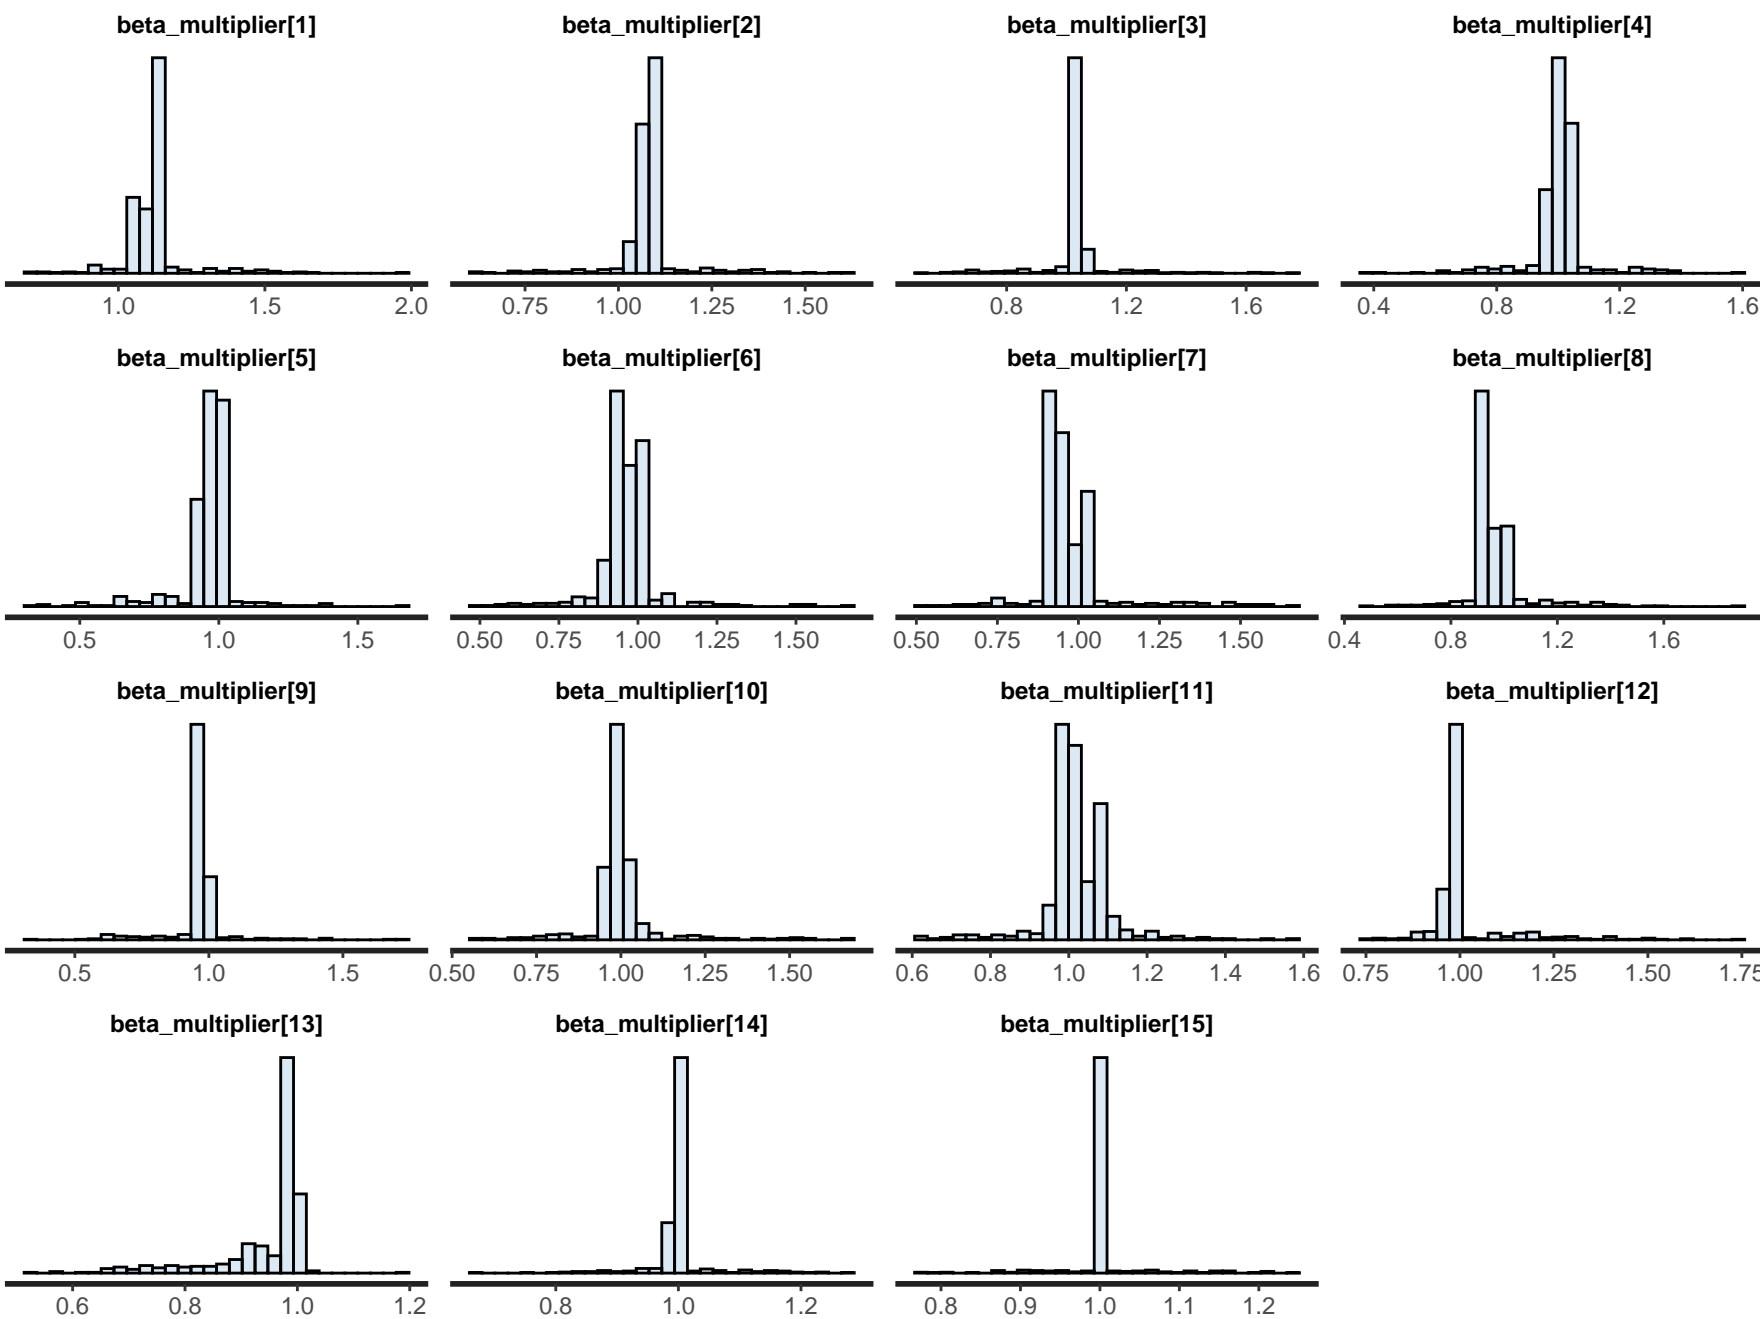 beta_multiplier[1] beta_multiplier[2] beta_multiplier[3] beta_multiplier[4]
1.0 1.5 2.0 0.75 1.00 1.25 1.50 0.8 1.2 1.6 0.4 0.8 1.2 1.6
beta_multiplier[5] beta_multiplier[6] beta_multiplier[7] beta_multiplier[8]
0.5 1.0 1.5 0.50 0.75 1.00 1.25 1.50 0.50 0.75 1.00 1.25 1.50 0.4 0.8 1.2 1.6
beta_multiplier[9] beta_multiplier[10] beta_multiplier[11] beta_multiplier[12]
0.5 1.0 1.5 0.50 0.75 1.00 1.25 1.50 0.6 0.8 1.0 1.2 1.4 1.6 0.75 1.00 1.25 1.50 1.75
beta_multiplier[13] beta_multiplier[14] beta_multiplier[15]
0.6 0.8 1.0 1.2 0.8 1.0 1.2 0.8 0.9 1.0 1.1 1.2